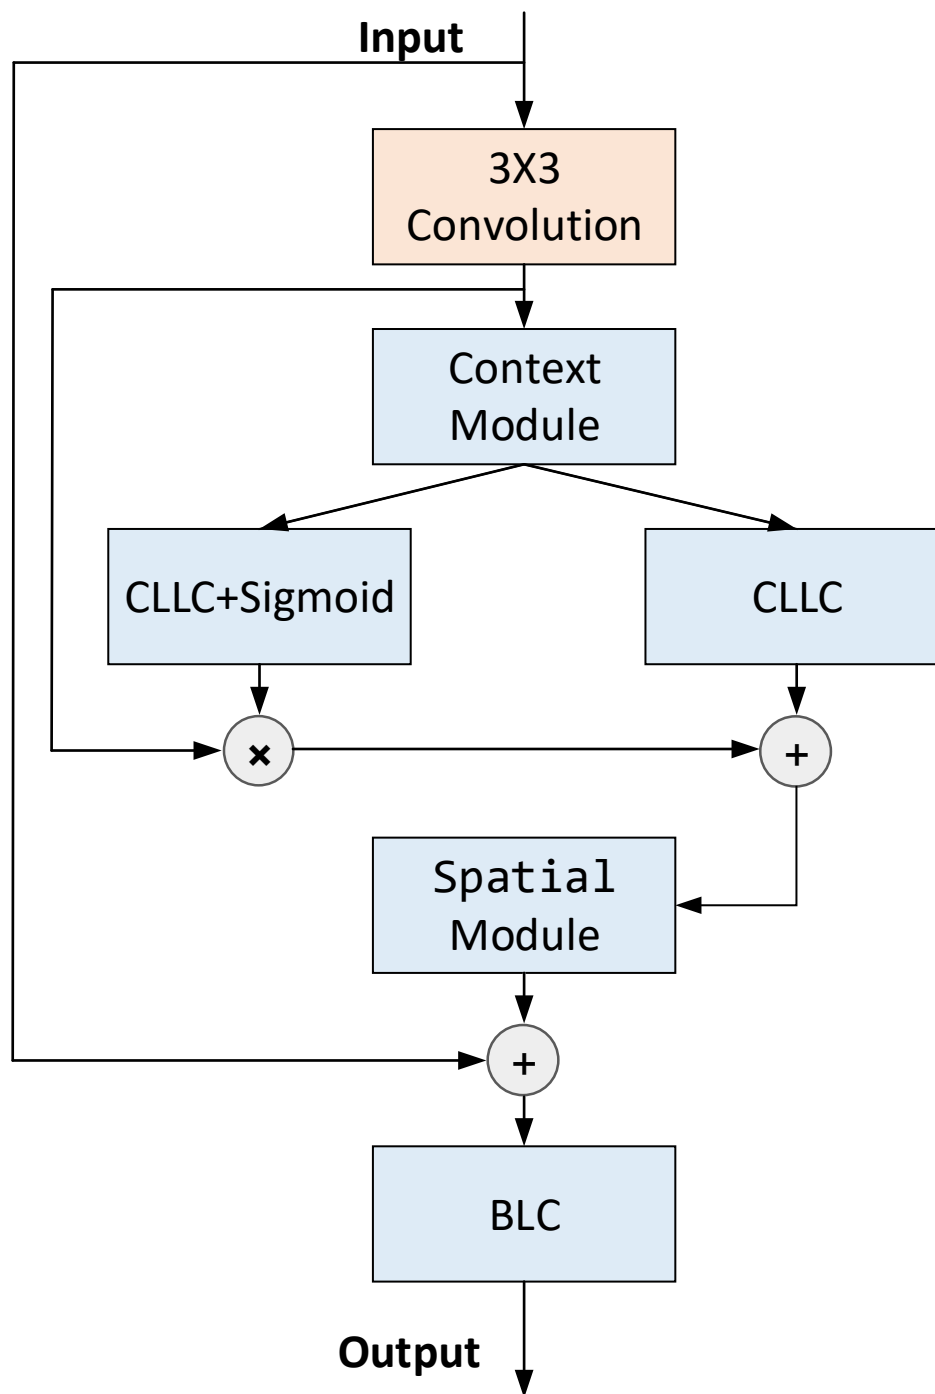 Input
3X3
Convolution
Context
Module
CLLC+Sigmoid
CLLC
×
+
Spatial
Module
+
BLC
Output